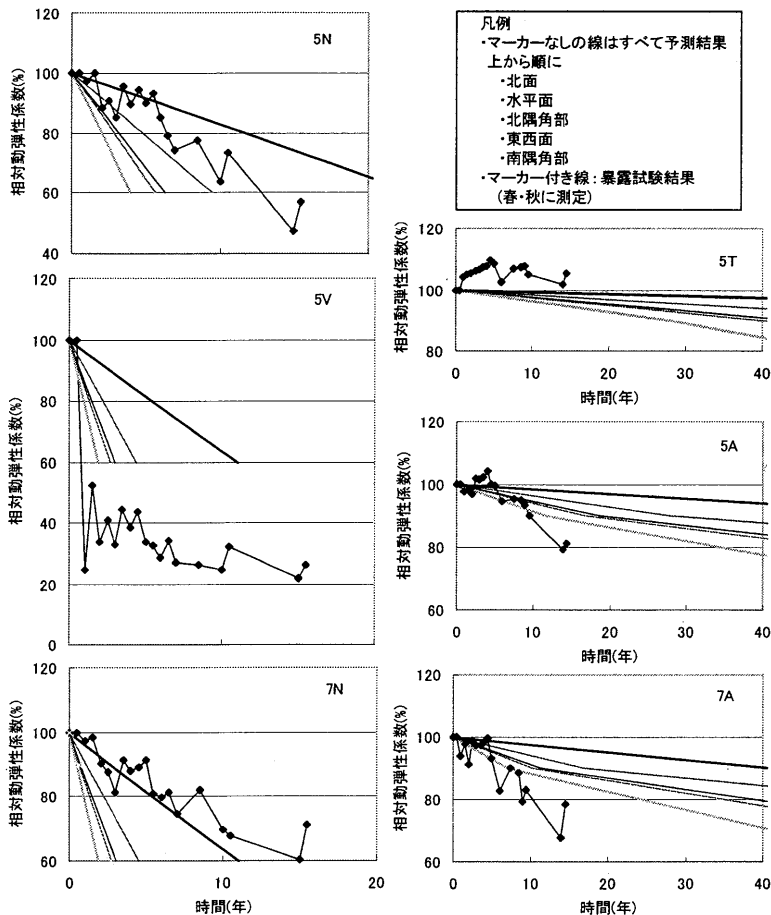 5N
相対動弾性係数(%)
120
100
80
60
40
0
10
20
凡例
・マーカーなしの線はすべて予測結果
上から順に
・北面
・水平面
・北隅角部
・東西面
・南隅角部
・マーカー付き線:暴露試験結果
(春・秋に測定)
5V
相対動弾性係数(%)
120
100
80
60
40
20
0
0
10
20
5T
相対動弾性係数(%)
120
100
80
0
10
20
30
40
時間(年)
5A
相対動弾性係数(%)
120
100
80
60
0
10
20
30
40
時間(年)
7N
相対動弾性係数(%)
120
100
80
60
0
10
20
時間(年)
7A
相対動弾性係数(%)
120
100
80
60
0
10
20
30
40
時間(年)